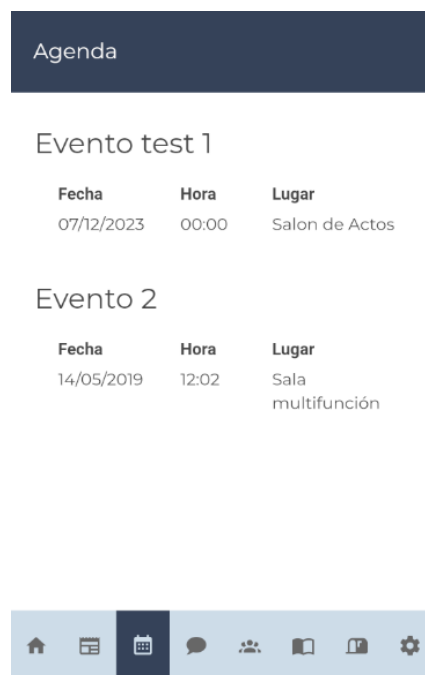 Agenda
Evento test 1
Fecha Hora Lugar
07/12/2023 00:00 Salon de Actos
Evento 2
Fecha Hora Lugar
14/05/2019 12:02 Sala
multifunción